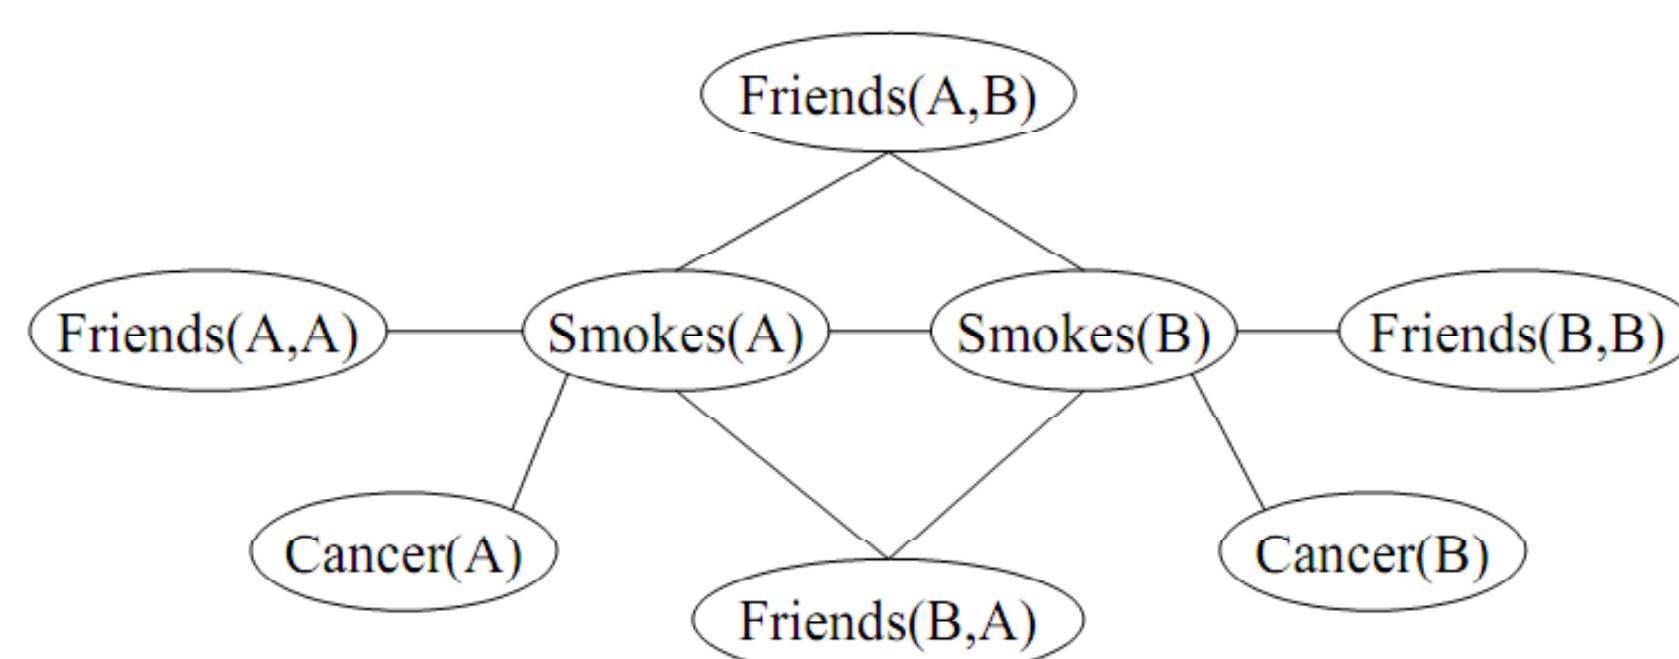 Friends(A,B)
Friends(A,A)
Smokes(A)
Smokes(B)
Friends(B,B)
Cancer(A)
Cancer(B)
Friends(B,A)